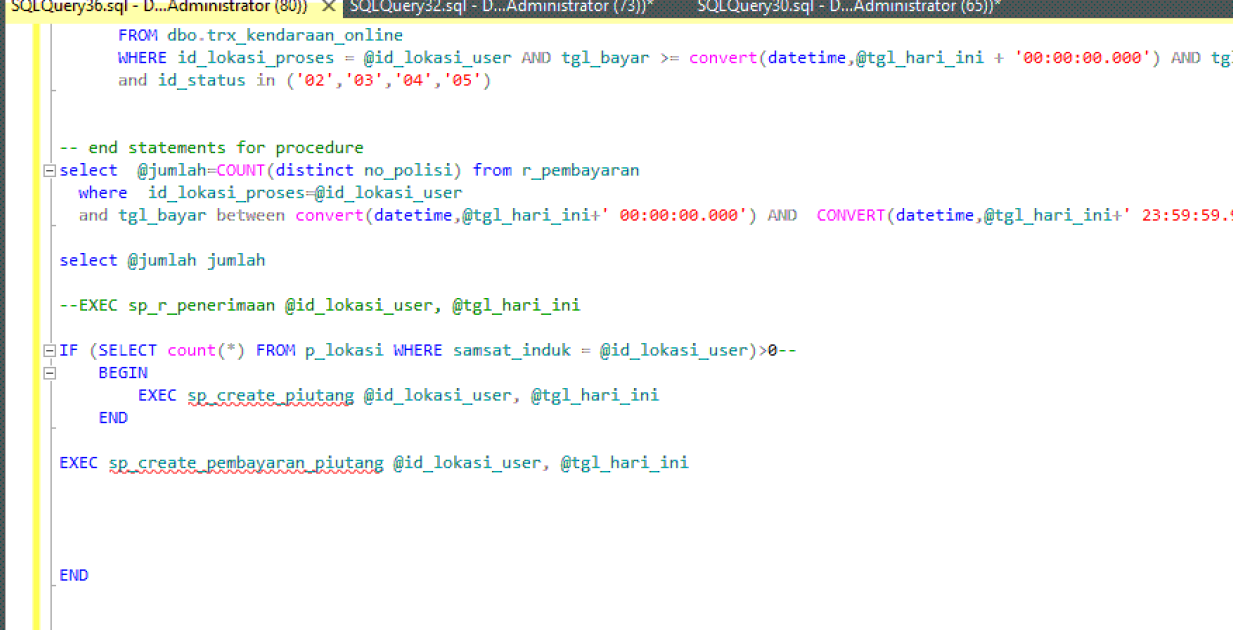 SQLQuery36.sql - D...Administrator (80)) SQLQuery32.sql - D...Administrator (73))* SQLQuery30.sql - D...Administrator (65))*
FROM dbo.trx_kendaraan_online
WHERE id_lokasi_proses = @id_lokasi_user AND tgl_bayar >= convert(datetime,@tgl_hari_ini + '00:00:00.000') AND
and id_status in ('02','03','04','05')
-- end statements for procedure
select @jumlah=COUNT(distinct no_polisi) from r_pembayaran
where id_lokasi_proses=@id_lokasi_user
and tgl_bayar between convert(datetime,@tgl_hari_ini+' 00:00:00.000') AND CONVERT(datetime,@tgl_hari_ini+' 23:59:59.
select @jumlah jumlah
--EXEC sp_r_penerimaan @id_lokasi_user, @tgl_hari_ini
IF (SELECT count(*) FROM p_lokasi WHERE samsat_induk = @id_lokasi_user)>0--
BEGIN
EXEC sp_create_piutang @id_lokasi_user, @tgl_hari_ini
END
EXEC sp_create_pembayaran_piutang @id_lokasi_user, @tgl_hari_ini
END